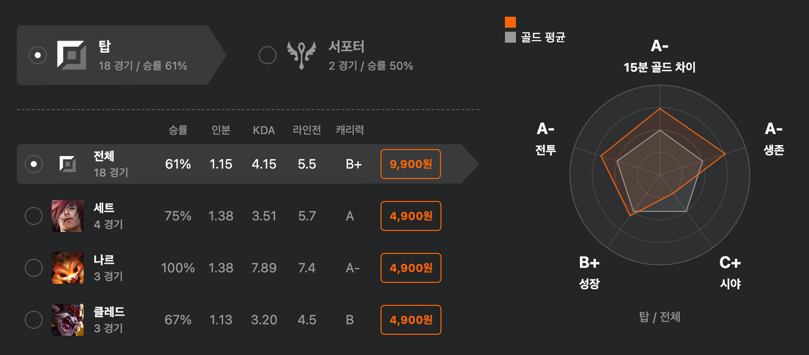 탑
18 경기 / 승률 61%
서포터
2 경기 / 승률 50%
승률 인분 KDA 라인전 캐리력
전체
18 경기
61% 1.15 4.15 5.5 B+ 9,900원
세트
4 경기
75% 1.38 3.51 5.7 A 4,900원
나르
3 경기
100% 1.38 7.89 7.4 A- 4,900원
클레드
3 경기
67% 1.13 3.20 4.5 B 4,900원
골드 평균
A-
15분 골드 차이
A-
전투
A-
생존
B+
성장
C+
시야
탑 / 전체